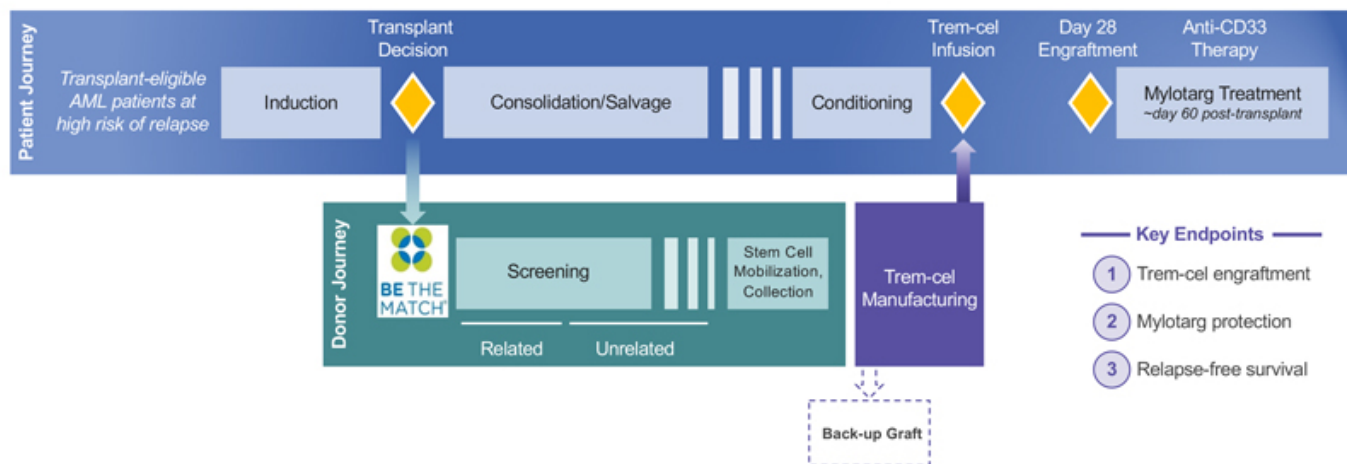 Patient Journey
Transplant-eligible
AML patients at
high risk of relapse
Induction
Transplant
Decision
Consolidation/Salvage
Conditioning
Trem-cel
Infusion
Day 28
Engraftment
Anti-CD33
Therapy
Mylotarg Treatment
~day 60 post-transplant
Donor Journey
BE THE
MATCH®
Screening
Related
Unrelated
Stem Cell
Mobilization,
Collection
Trem-cel
Manufacturing
Back-up Graft
Key Endpoints
1 Trem-cel engraftment
2 Mylotarg protection
3 Relapse-free survival